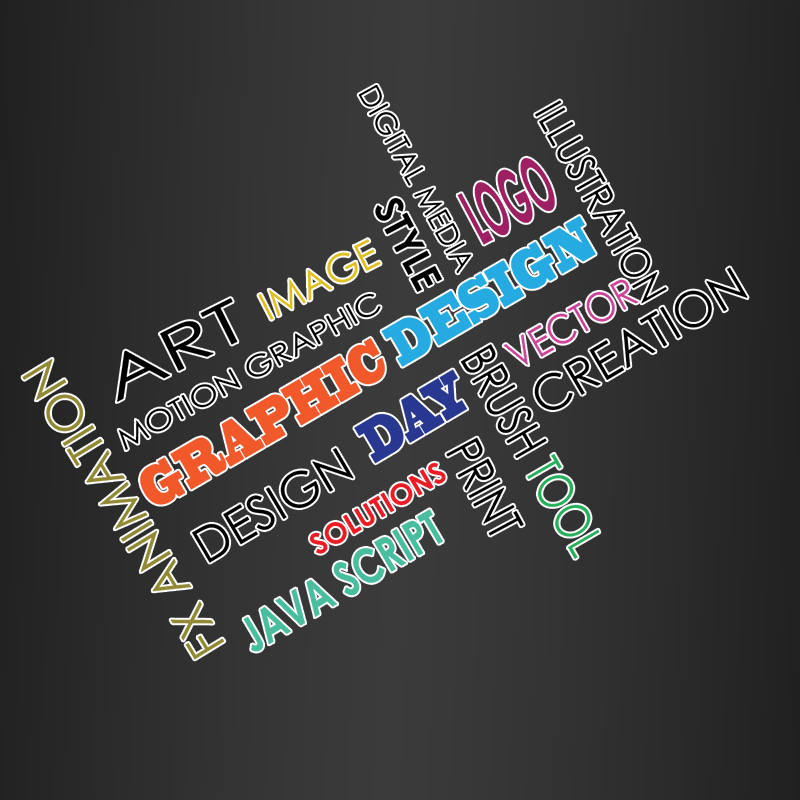 DIGITAL MEDIA
ILLUSTRATION
LOGO
STYLE
IMAGE
ART
MOTION GRAPHIC
GRAPHIC DESIGN
VECTOR
CREATION
FX ANIMATION
DAY
BRUSH TOOL
DESIGN
PRINT
SOLUTIONS
JAVA SCRIPT